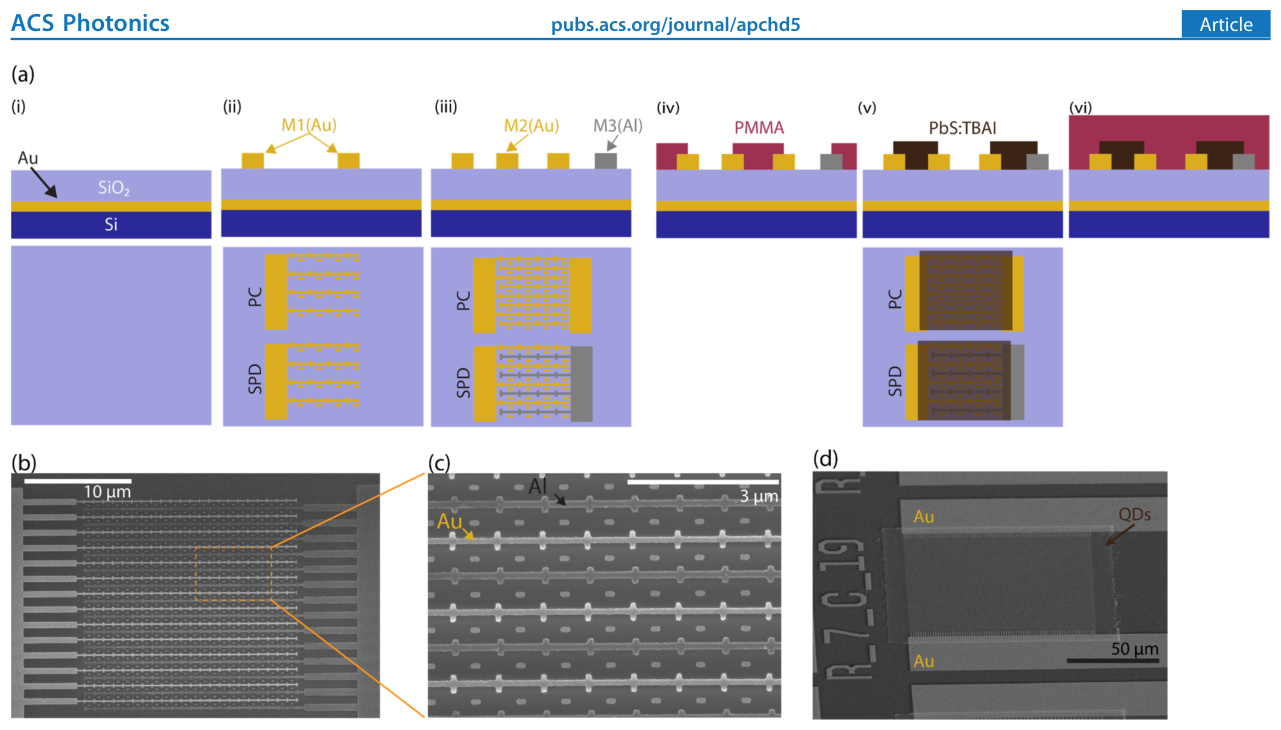 ACS Photonics
pubs.acs.org/journal/apchd5
Article
(a)
(i)
(ii)
(iii)
(iv)
(v)
(vi)
M1(Au)
M2(Au)
M3(Al)
PMMA
PbS:TBAI
Au
SiO₂
Si
PC
SPD
PC
SPD
PC
SPD
(b)
10 µm
(c)
3 µm
Al
Au
(d)
Au
QDs
R_7_C_19
Au
50 µm